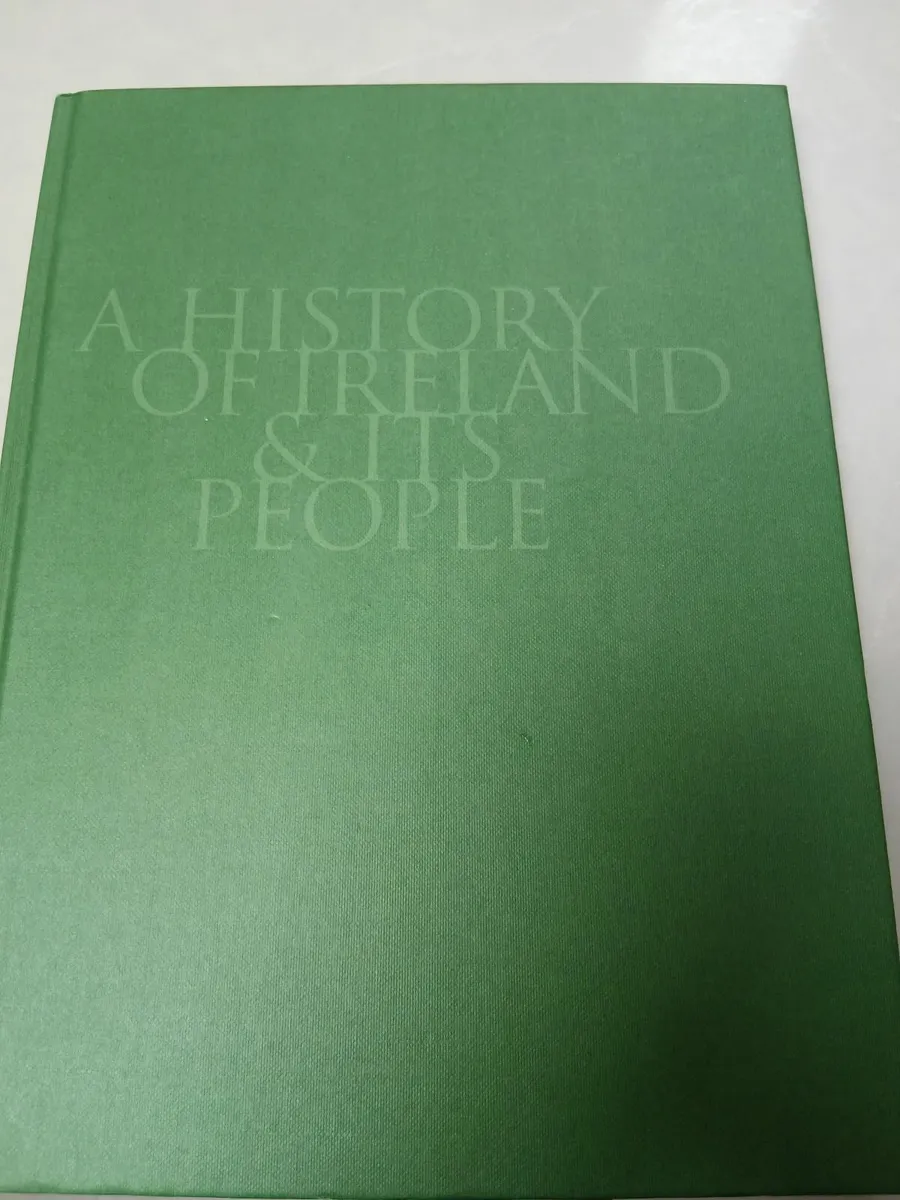 A HISTORY
OF IRELAND
& ITS
PEOPLE